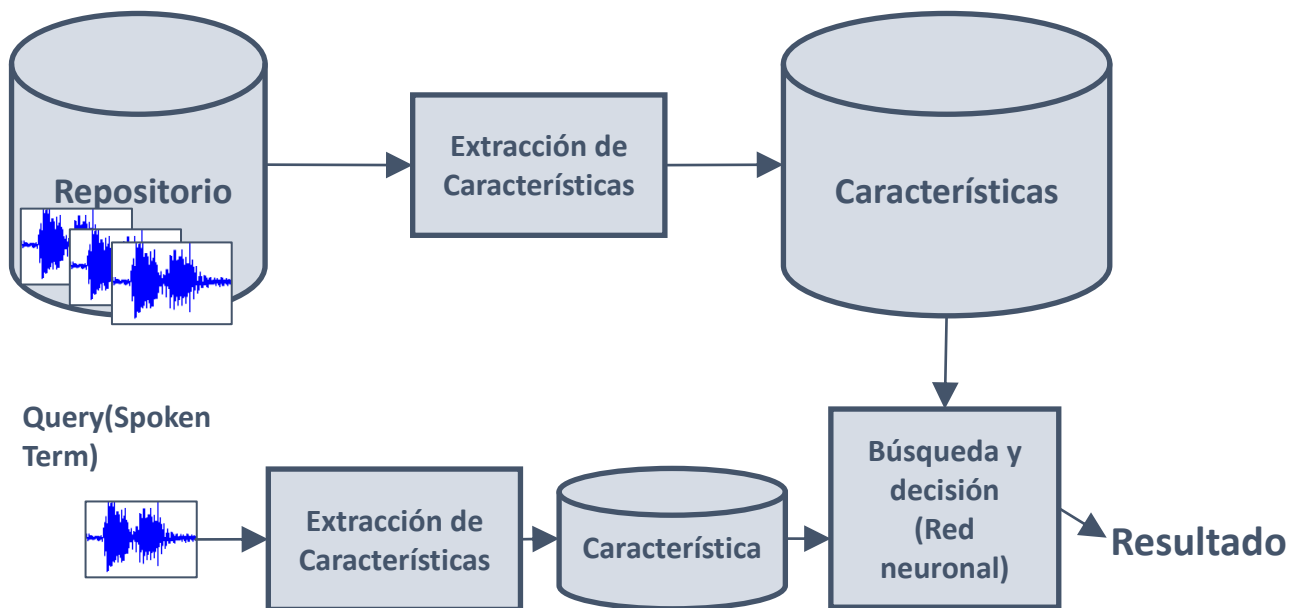 Repositorio
Extracción de
Características
Características
Query(Spoken
Term)
Extracción de
Características
Característica
Búsqueda y
decisión
(Red
neuronal)
Resultado